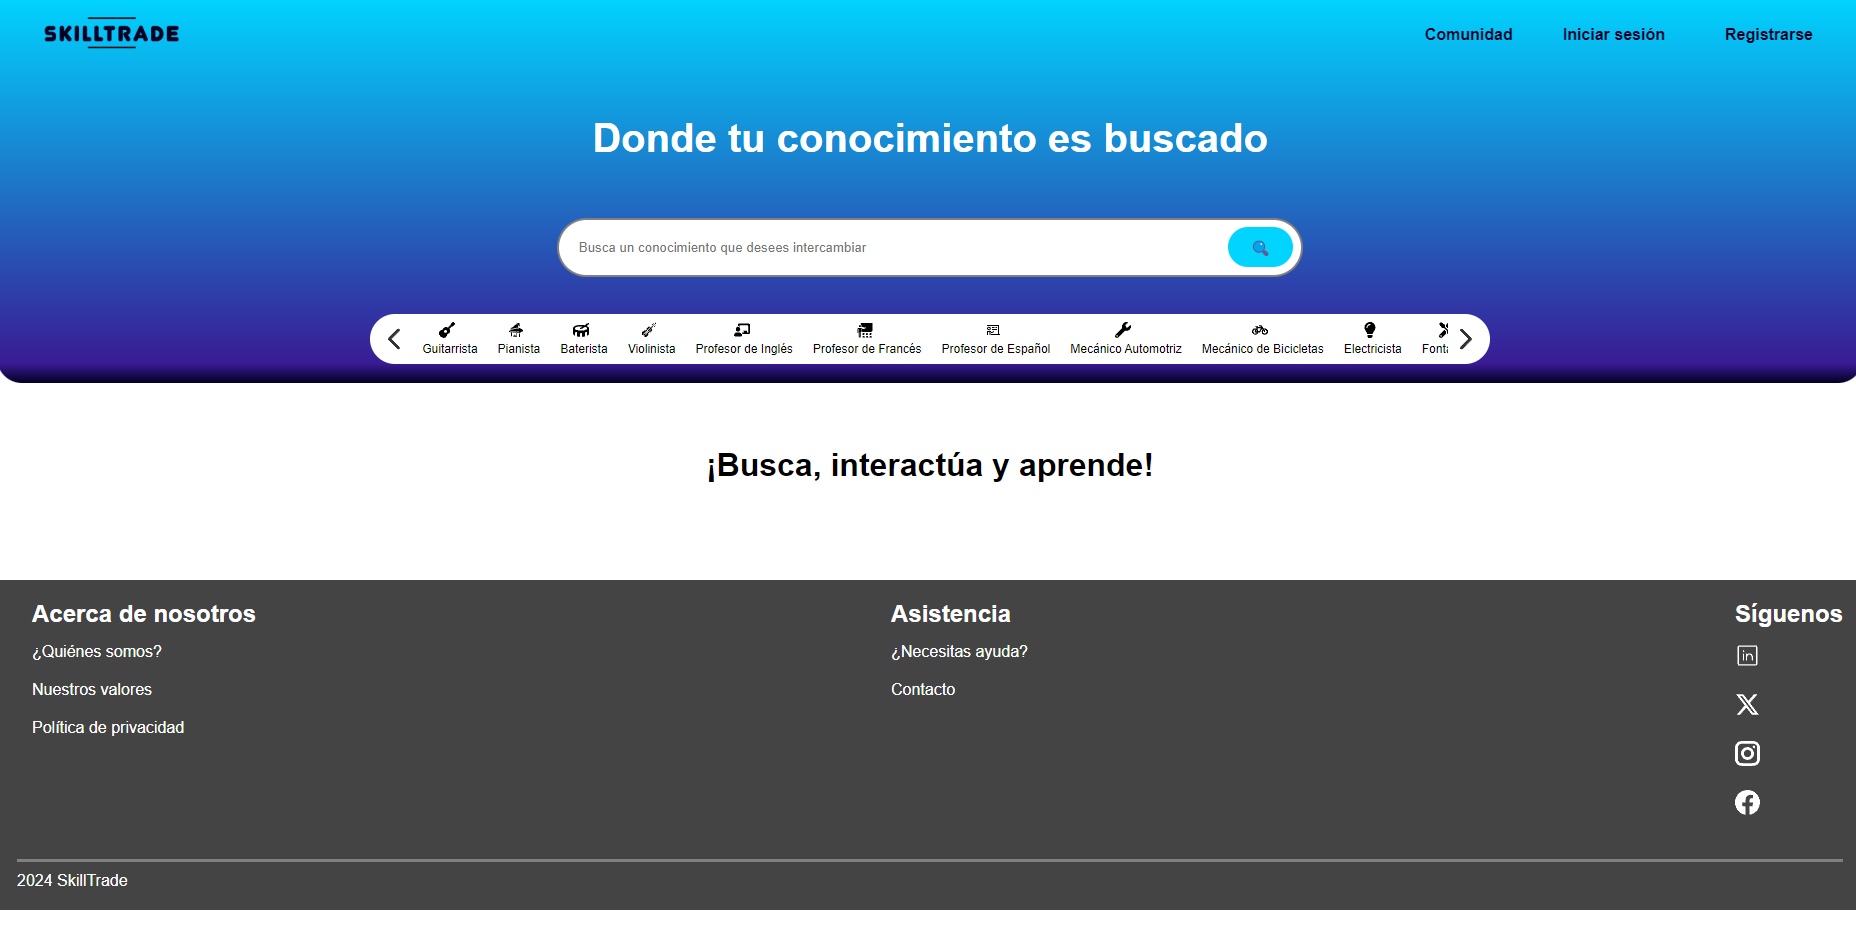 SKILLTRADE
Comunidad Iniciar sesión Registrarse
Donde tu conocimiento es buscado
Busca un conocimiento que desees intercambiar
Guitarrista Pianista Baterista Violinista Profesor de Inglés Profesor de Francés Profesor de Español Mecánico Automotriz Mecánico de Bicicletas Electricista
¡Busca, interactúa y aprende!
Acerca de nosotros
¿Quiénes somos?
Nuestros valores
Política de privacidad
Asistencia
¿Necesitas ayuda?
Contacto
Síguenos
2024 SkillTrade